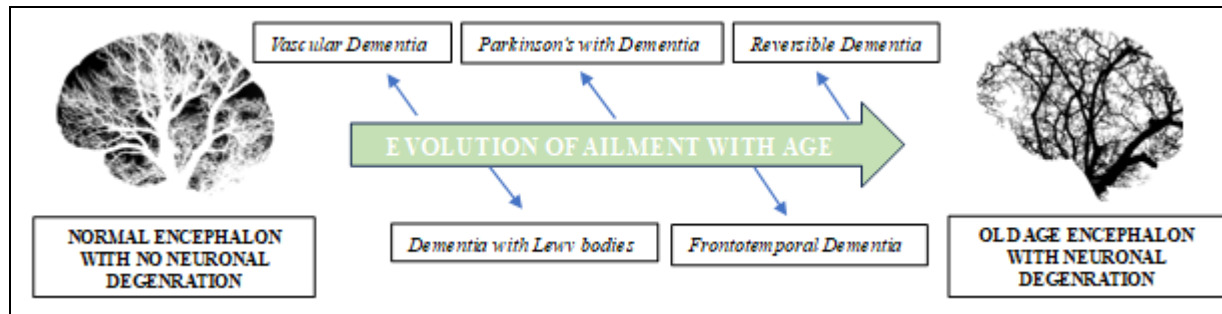 Vascular Dementia
Parkinson's with Dementia
Reversible Dementia
EVOLUTION OF AILMENT WITH AGE
Dementia with Lewv bodies
Frontotemporal Dementia
NORMAL ENCEPHALON
WITH NO NEURONAL
DEGENRATION
OLD AGE ENCEPHALON
WITH NEURONAL
DEGENRATION